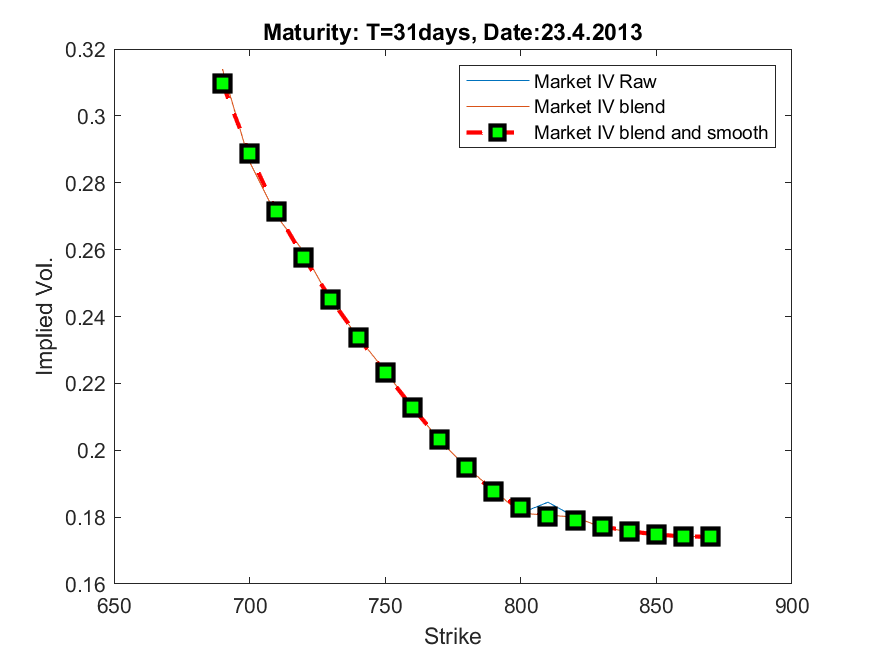 Maturity: T=31days, Date:23.4.2013
0.32
0.3
0.28
0.26
0.24
0.22
0.2
0.18
0.16
Implied Vol.
Market IV Raw
Market IV blend
Market IV blend and smooth
650 700 750 800 850 900
Strike